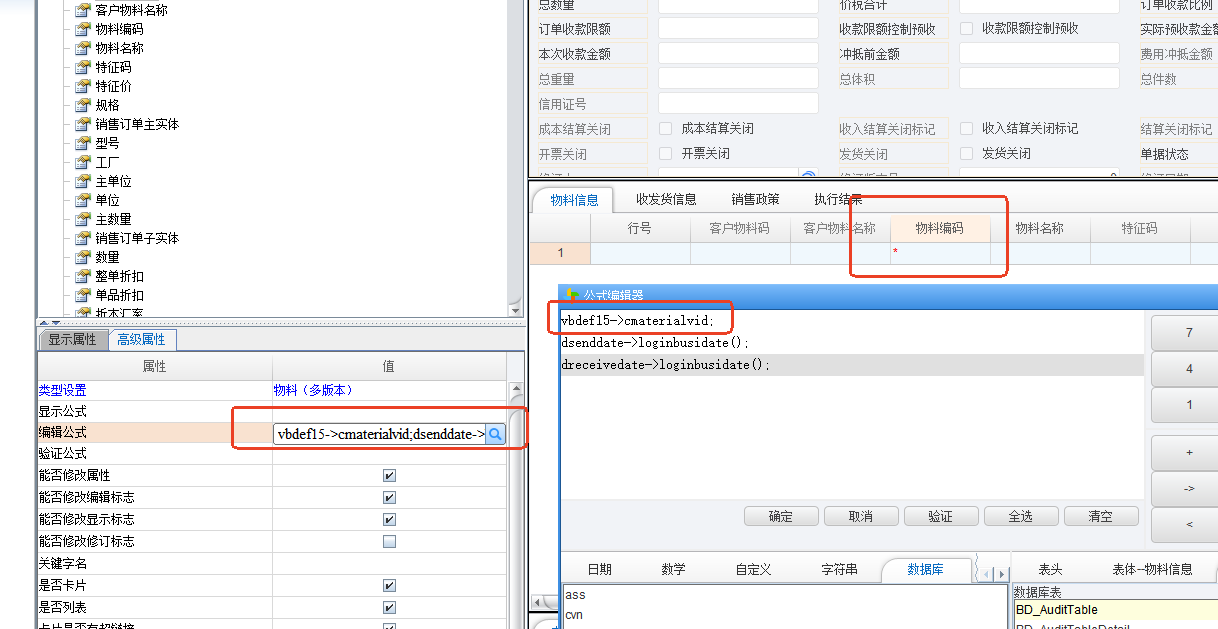 客户物料名称
物料编码
物料名称
特征码
特征价
规格
销售订单主实体
型号
工厂
主单位
单位
主数量
销售订单子实体
数量
整单折扣
单品折扣
折本汇率
显示属性 高级属性
属性 值
类型设置 物料（多版本）
显示公式
编辑公式 vbdef15->cmaterialvid;dsenddate->
验证公式
能否修改属性
能否修改编辑标志
能否修改显示标志
能否修改修订标志
关键字名
是否卡片
是否列表
卡片是否有超链接
总数量 价税合计 订单收款比例
订单收款限额 收款限额控制预收 收款限额控制预收 实际预收款金额
本次收款金额 冲抵前金额 费用冲抵金额
总重量 总体积 总件数
信用证号
成本结算关闭 成本结算关闭 收入结算关闭标记 收入结算关闭标记 结算关闭标记
开票关闭 开票关闭 发货关闭 发货关闭 单据状态
物料信息 收发货信息 销售政策 执行结果
行号 客户物料码 客户物料名称 物料编码 物料名称 特征码
1 *
公式编辑器
vbdef15->cmaterialvid;
dsenddate->loginbusidate();
dreceivedate->loginbusidate();
7
4
1
+
->
<
确定 取消 验证 全选 清空
日期 数学 自定义 字符串 数据库 表头 表体--物料信息
ass
cvn
数据库表
BD_AuditTable
BD_AuditTableDetail